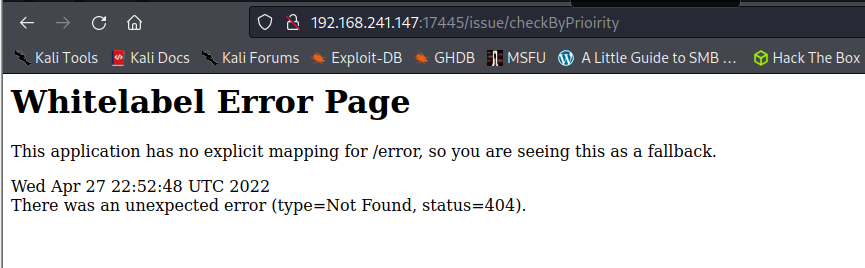 192.168.241.147:17445/issue/checkByPrioirity
Kali Tools Kali Docs Kali Forums Exploit-DB GHDB MSFU A Little Guide to SMB ... Hack The Box
Whitelabel Error Page
This application has no explicit mapping for /error, so you are seeing this as a fallback.
Wed Apr 27 22:52:48 UTC 2022
There was an unexpected error (type=Not Found, status=404).